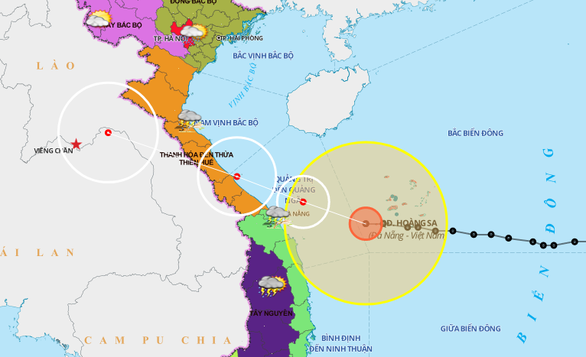 ĐÔNG BẮC BỘ
TÂY BẮC BỘ
TP. HÀ NỘI
TP. HẢI PHÒNG
BẮC VỊNH BẮC BỘ
LÀO
VỊNH BẮC BỘ
NAM VỊNH BẮC BỘ
BẮC BIỂN ĐÔNG
VIÊNG CHĂN
THANH HÓA ĐẾN THỪA
THIÊN HUẾ
QUẢNG TRỊ
ĐẾN QUẢNG
NGÃI
ĐÀ NẴNG
Đ. HOÀNG SA
(Đà Nẵng - Việt Nam)
BIỂN ĐÔNG
ÁI LAN
TÂY NGUYÊN
CAM PU CHIA
BÌNH ĐỊNH
ĐẾN NINH THUẬN
GIỮA BIỂN ĐÔNG